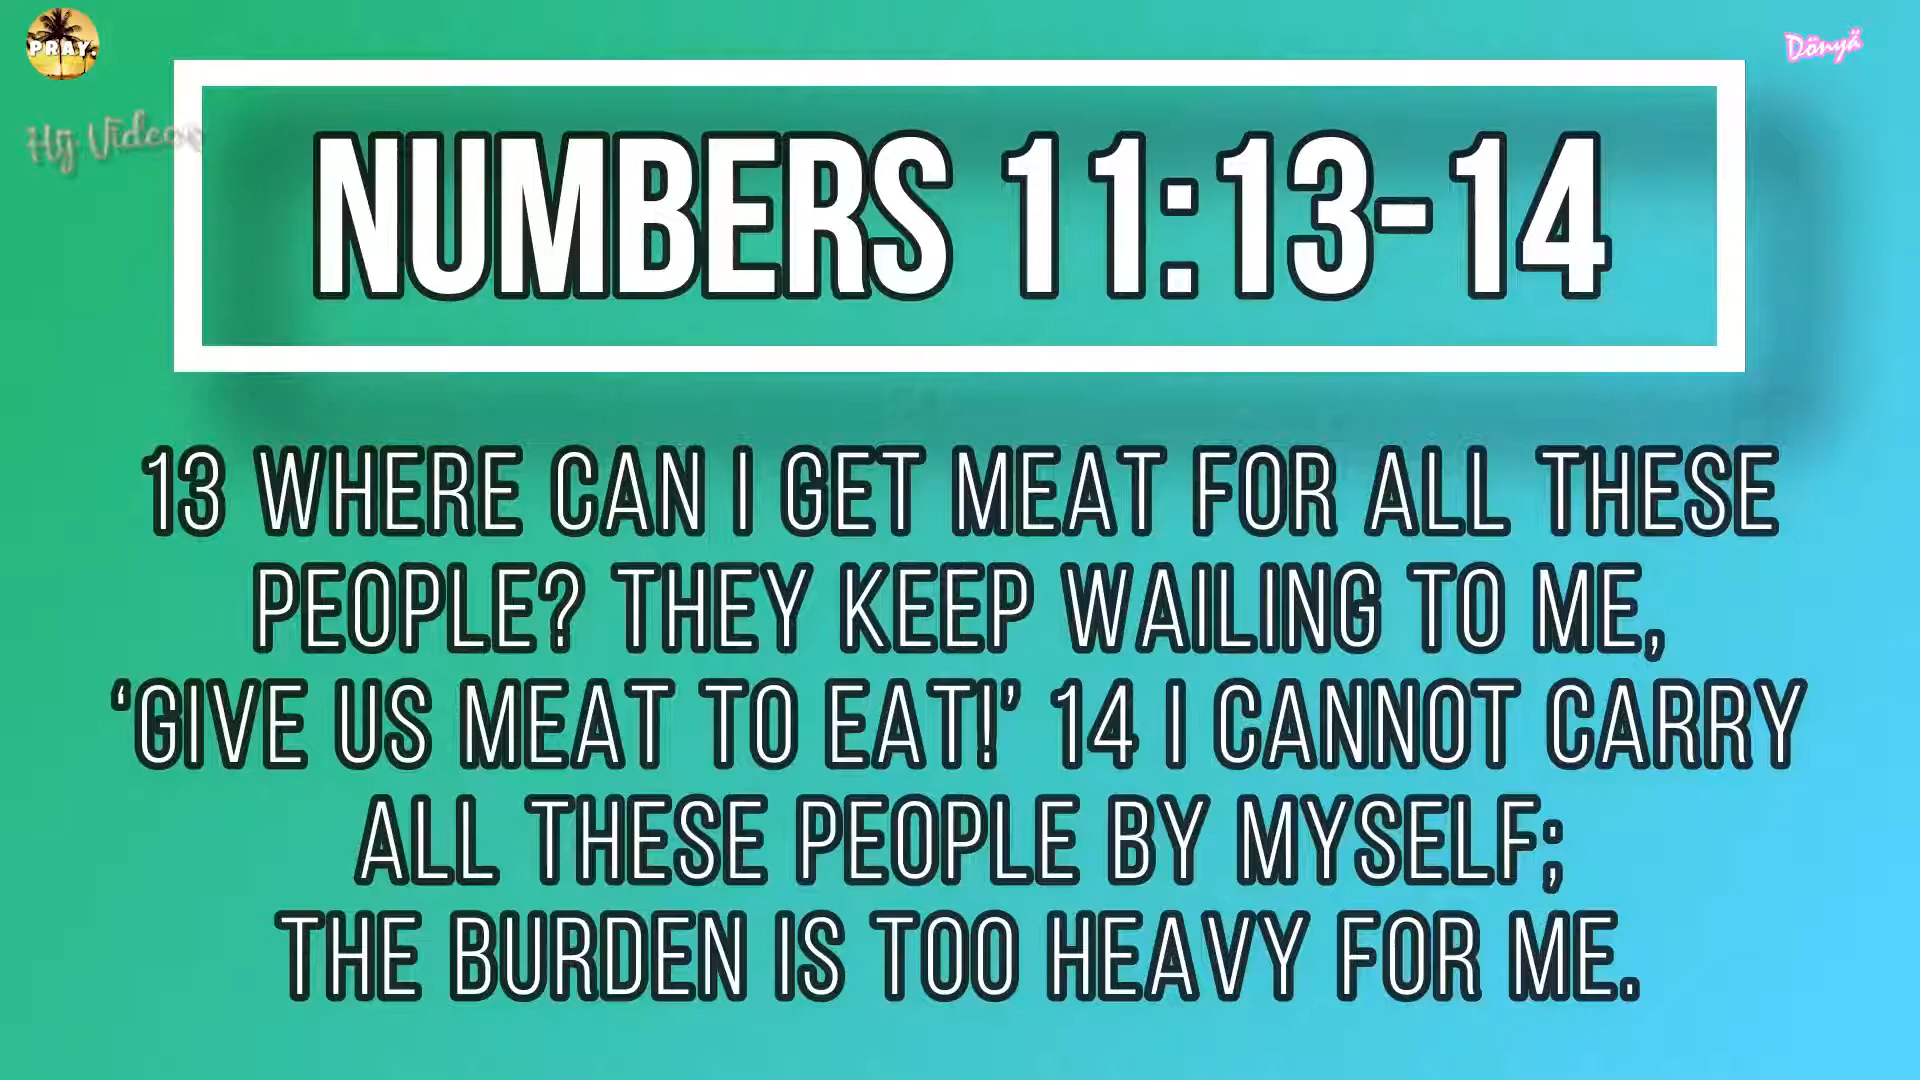 PRAY.
Dönyä
Hy Videos
NUMBERS 11:13-14
13 WHERE CAN I GET MEAT FOR ALL THESE
PEOPLE? THEY KEEP WAILING TO ME,
‘GIVE US MEAT TO EAT!’ 14 I CANNOT CARRY
ALL THESE PEOPLE BY MYSELF;
THE BURDEN IS TOO HEAVY FOR ME.